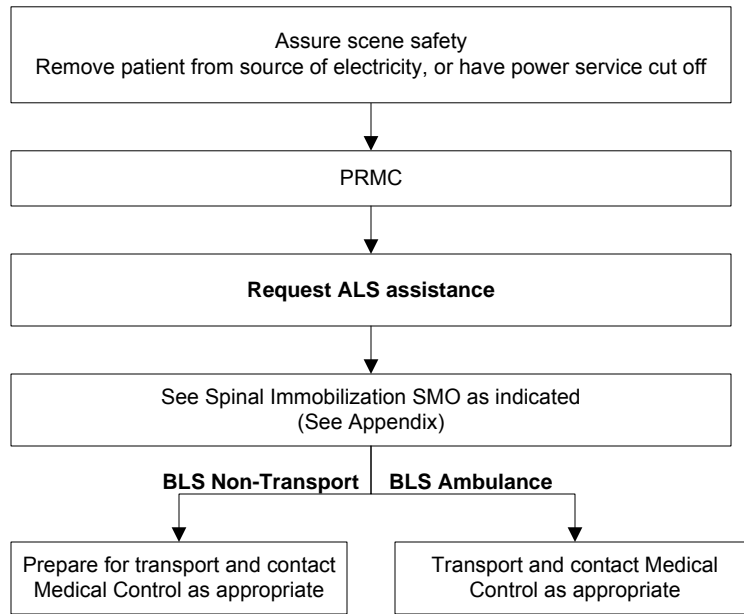 Assure scene safety
Remove patient from source of electricity, or have power service cut off
PRMC
Request ALS assistance
See Spinal Immobilization SMO as indicated
(See Appendix)
BLS Non-Transport
BLS Ambulance
Prepare for transport and contact
Medical Control as appropriate
Transport and contact Medical
Control as appropriate